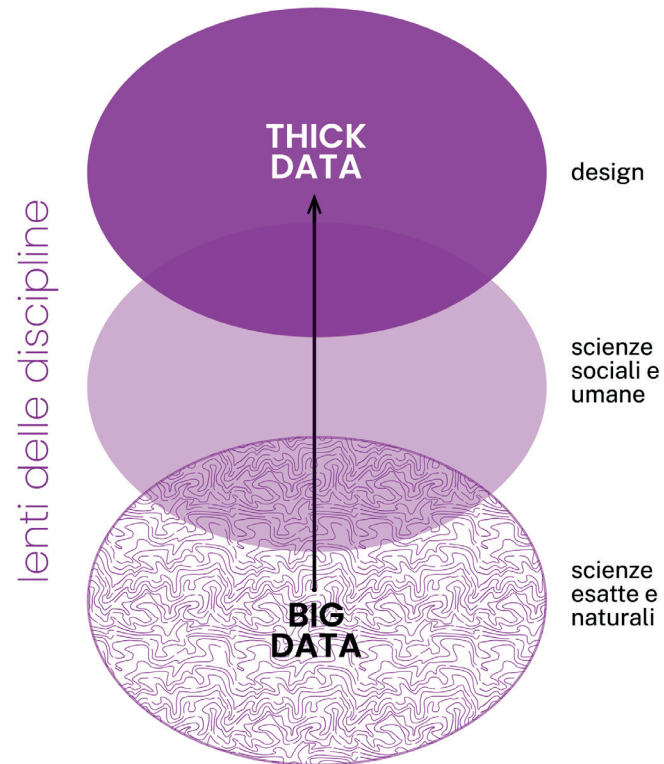 THICK
DATA
design
lenti delle discipline
scienze
sociali e
umane
scienze
esatte e
naturali
BIG
DATA